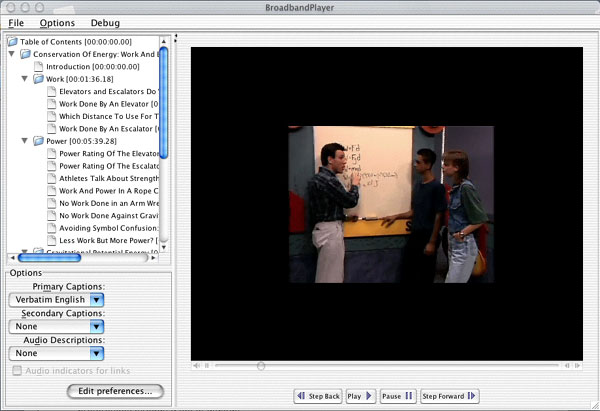 BroadbandPlayer
File Options Debug
Table of Contents [00:00:00.00]
Conservation Of Energy: Work And E
Introduction [00:00:00.00]
Work [00:01:36.18]
Elevators and Escalators Do
Work Done By An Elevator [0
Which Distance To Use For T
Work Done By An Escalator [
Power [00:05:39.28]
Power Rating Of The Elevator
Power Rating Of The Escalato
Athletes Talk About Strength
Work And Power In A Rope C
No Work Done in an Arm Wre
No Work Done Against Gravi
Avoiding Symbol Confusion:
Less Work But More Power? [
Gravitational Potential Energy [
Options
Primary Captions:
Verbatim English
Secondary Captions:
None
Audio Descriptions:
None
Audio indicators for links
Edit preferences...
Step Back Play Pause Step Forward